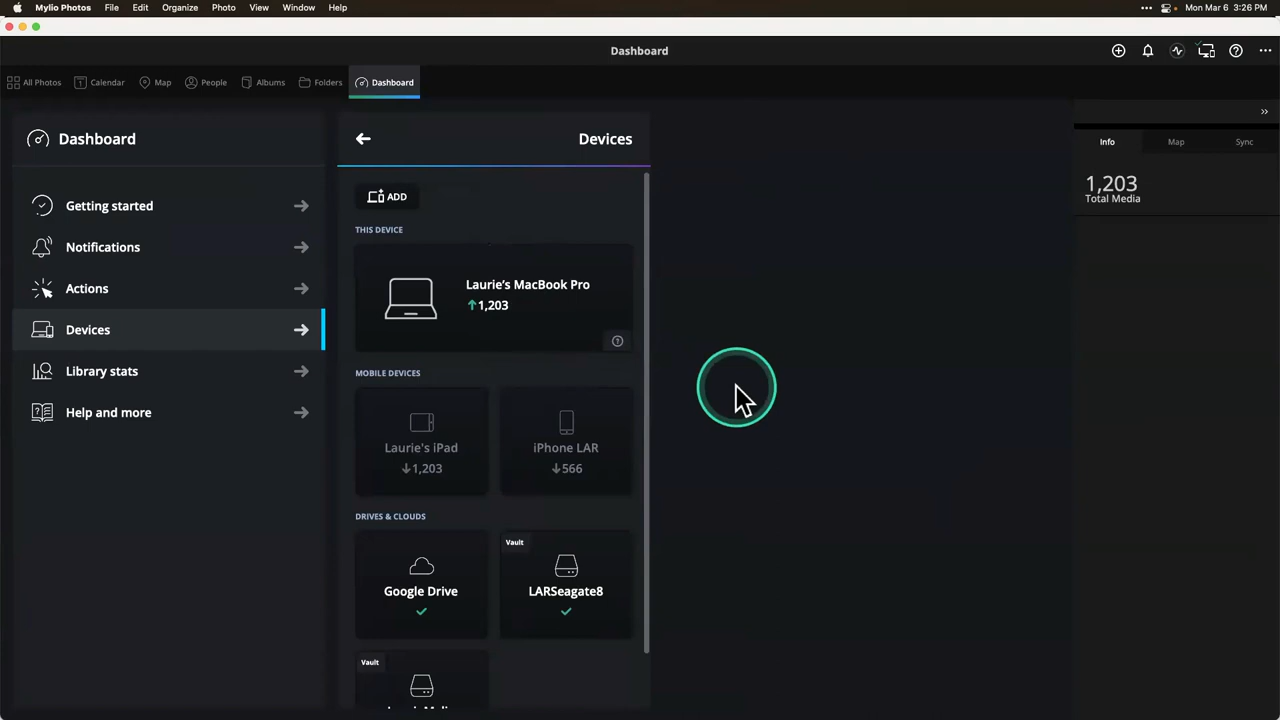 Mylio Photos File Edit Organize Photo View Window Help
Mon Mar 6 3:26 PM
Dashboard
All Photos Calendar Map People Albums Folders Dashboard
Dashboard
Getting started
Notifications
Actions
Devices
Library stats
Help and more
Devices
ADD
THIS DEVICE
Laurie’s MacBook Pro
↑1,203
MOBILE DEVICES
Laurie's iPad
↓1,203
iPhone LAR
↓566
DRIVES & CLOUDS
Google Drive
Vault
LARSeagate8
Vault
Info Map Sync
1,203
Total Media